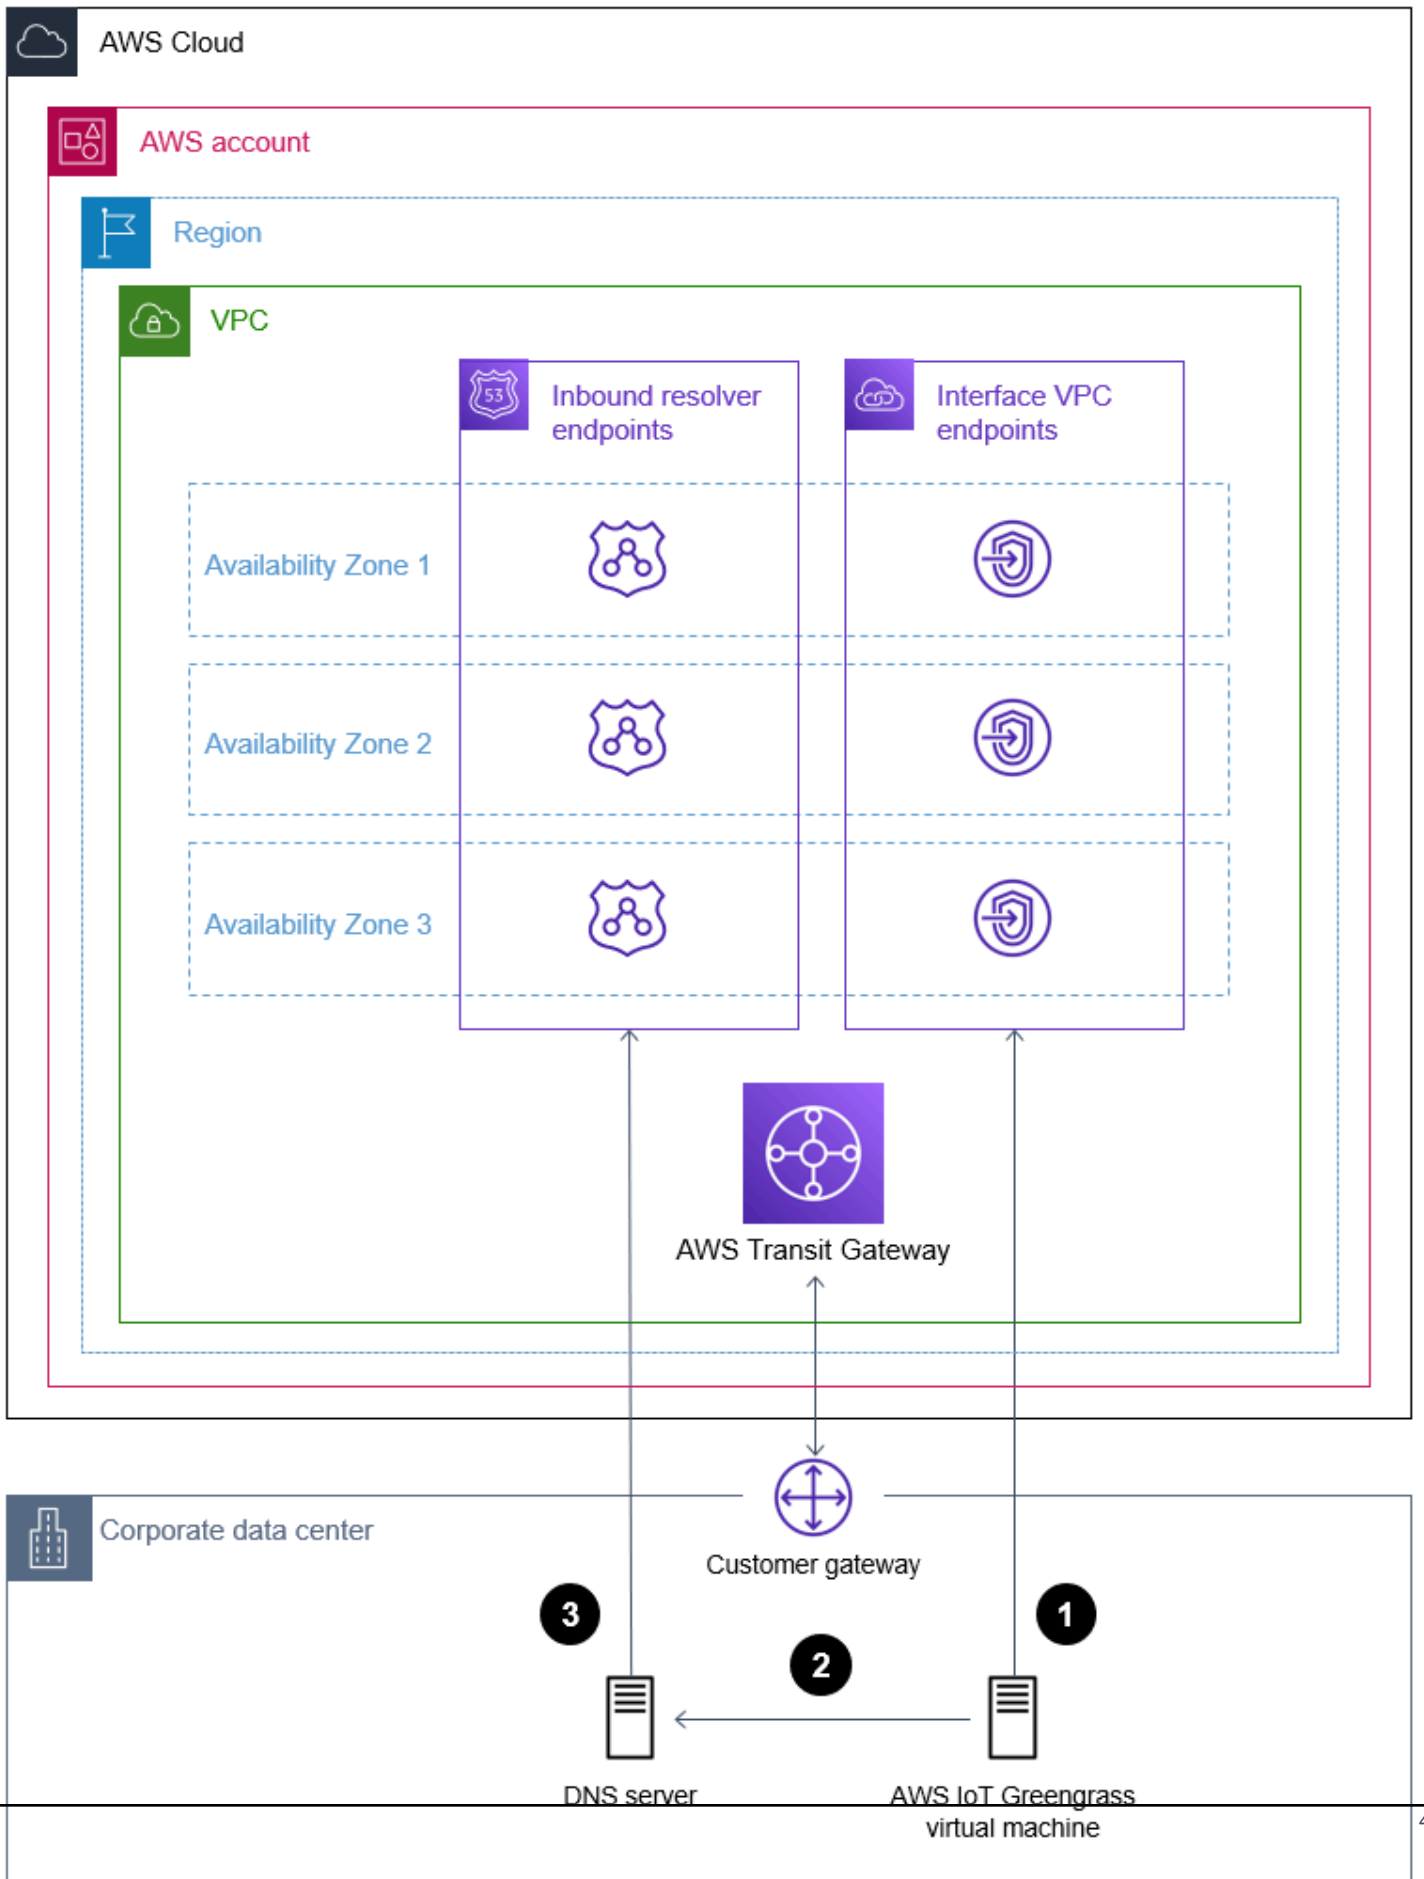 AWS Cloud
AWS account
Region
VPC
53
Inbound resolver
endpoints
Interface VPC
endpoints
Availability Zone 1
Availability Zone 2
Availability Zone 3
AWS Transit Gateway
Corporate data center
Customer gateway
3
1
2
DNS server
AWS IoT Greengrass
virtual machine